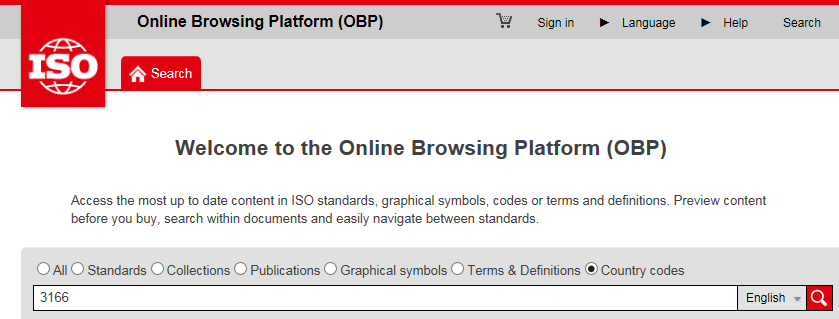 Online Browsing Platform (OBP) Sign in Language Help Search
ISO
Search
Welcome to the Online Browsing Platform (OBP)
Access the most up to date content in ISO standards, graphical symbols, codes or terms and definitions. Preview content
before you buy, search within documents and easily navigate between standards.
All Standards Collections Publications Graphical symbols Terms & Definitions Country codes
3166 English